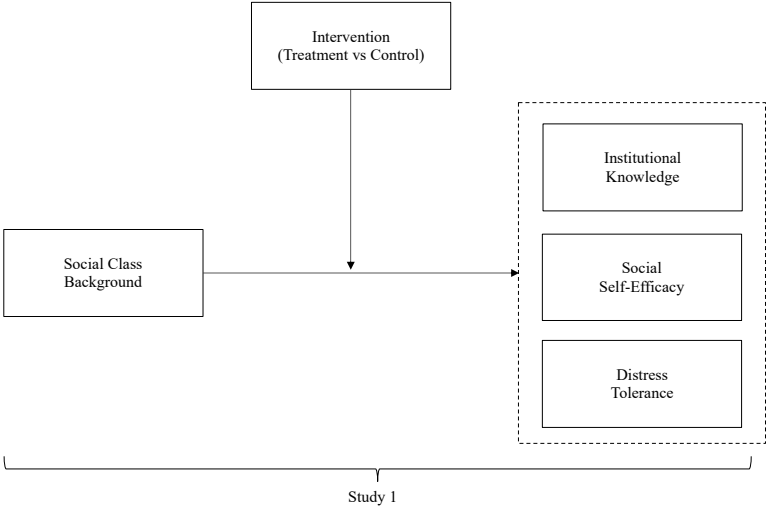 Intervention
(Treatment vs Control)
Institutional
Knowledge
Social Class
Background
Social
Self-Efficacy
Distress
Tolerance
Study 1